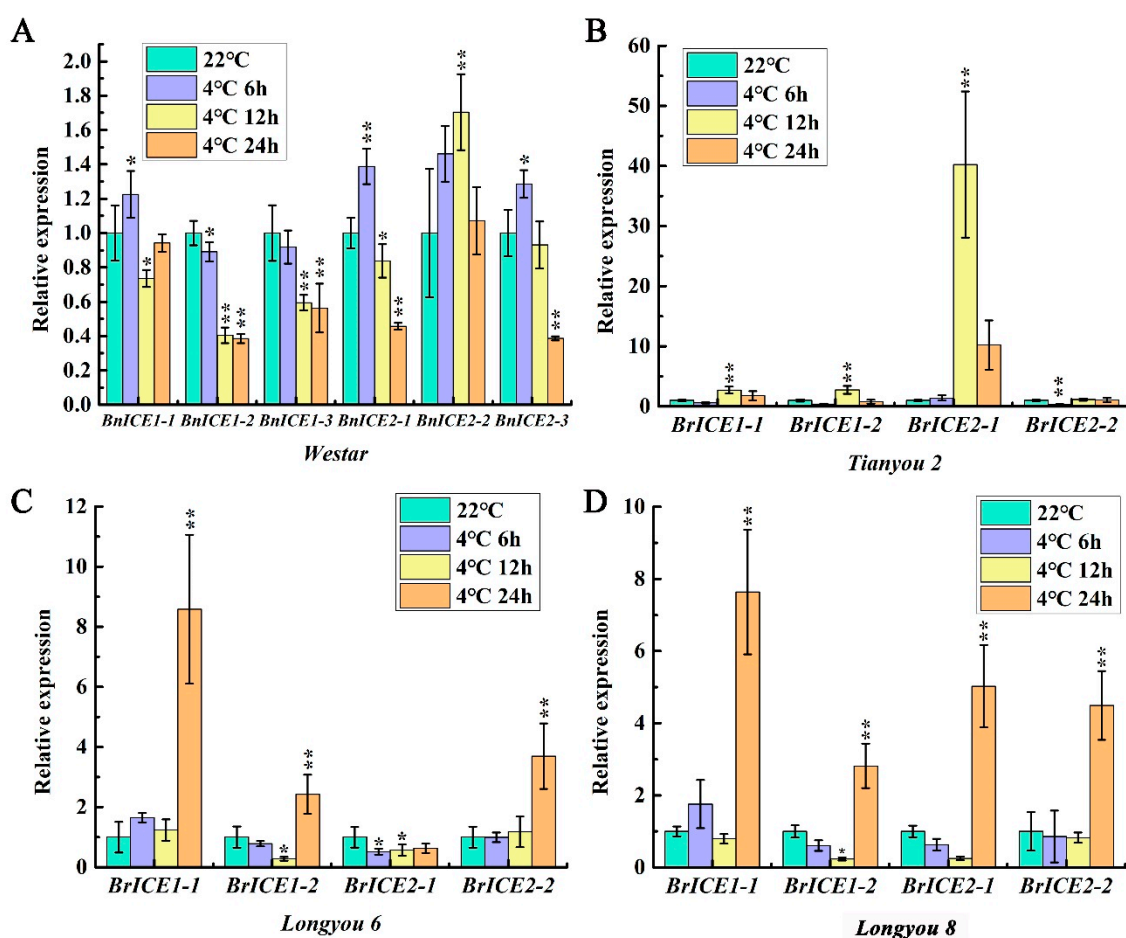 A
Relative expression
2.0
1.8
1.6
1.4
1.2
1.0
0.8
0.6
0.4
0.2
0.0
22°C
4°C 6h
4°C 12h
4°C 24h
* * * ** ** ** ** ** * ** ** * **
BnICE1-1 BnICE1-2 BnICE1-3 BnICE2-1 BnICE2-2 BnICE2-3
Westar
B
Relative expression
60
50
40
30
20
10
0
22°C
4°C 6h
4°C 12h
4°C 24h
** ** ** **
BrICE1-1 BrICE1-2 BrICE2-1 BrICE2-2
Tianyou 2
C
Relative expression
12
10
8
6
4
2
0
22°C
4°C 6h
4°C 12h
4°C 24h
** * ** * * **
BrICE1-1 BrICE1-2 BrICE2-1 BrICE2-2
Longyou 6
D
Relative expression
10
8
6
4
2
0
22°C
4°C 6h
4°C 12h
4°C 24h
** * ** ** **
BrICE1-1 BrICE1-2 BrICE2-1 BrICE2-2
Longyou 8